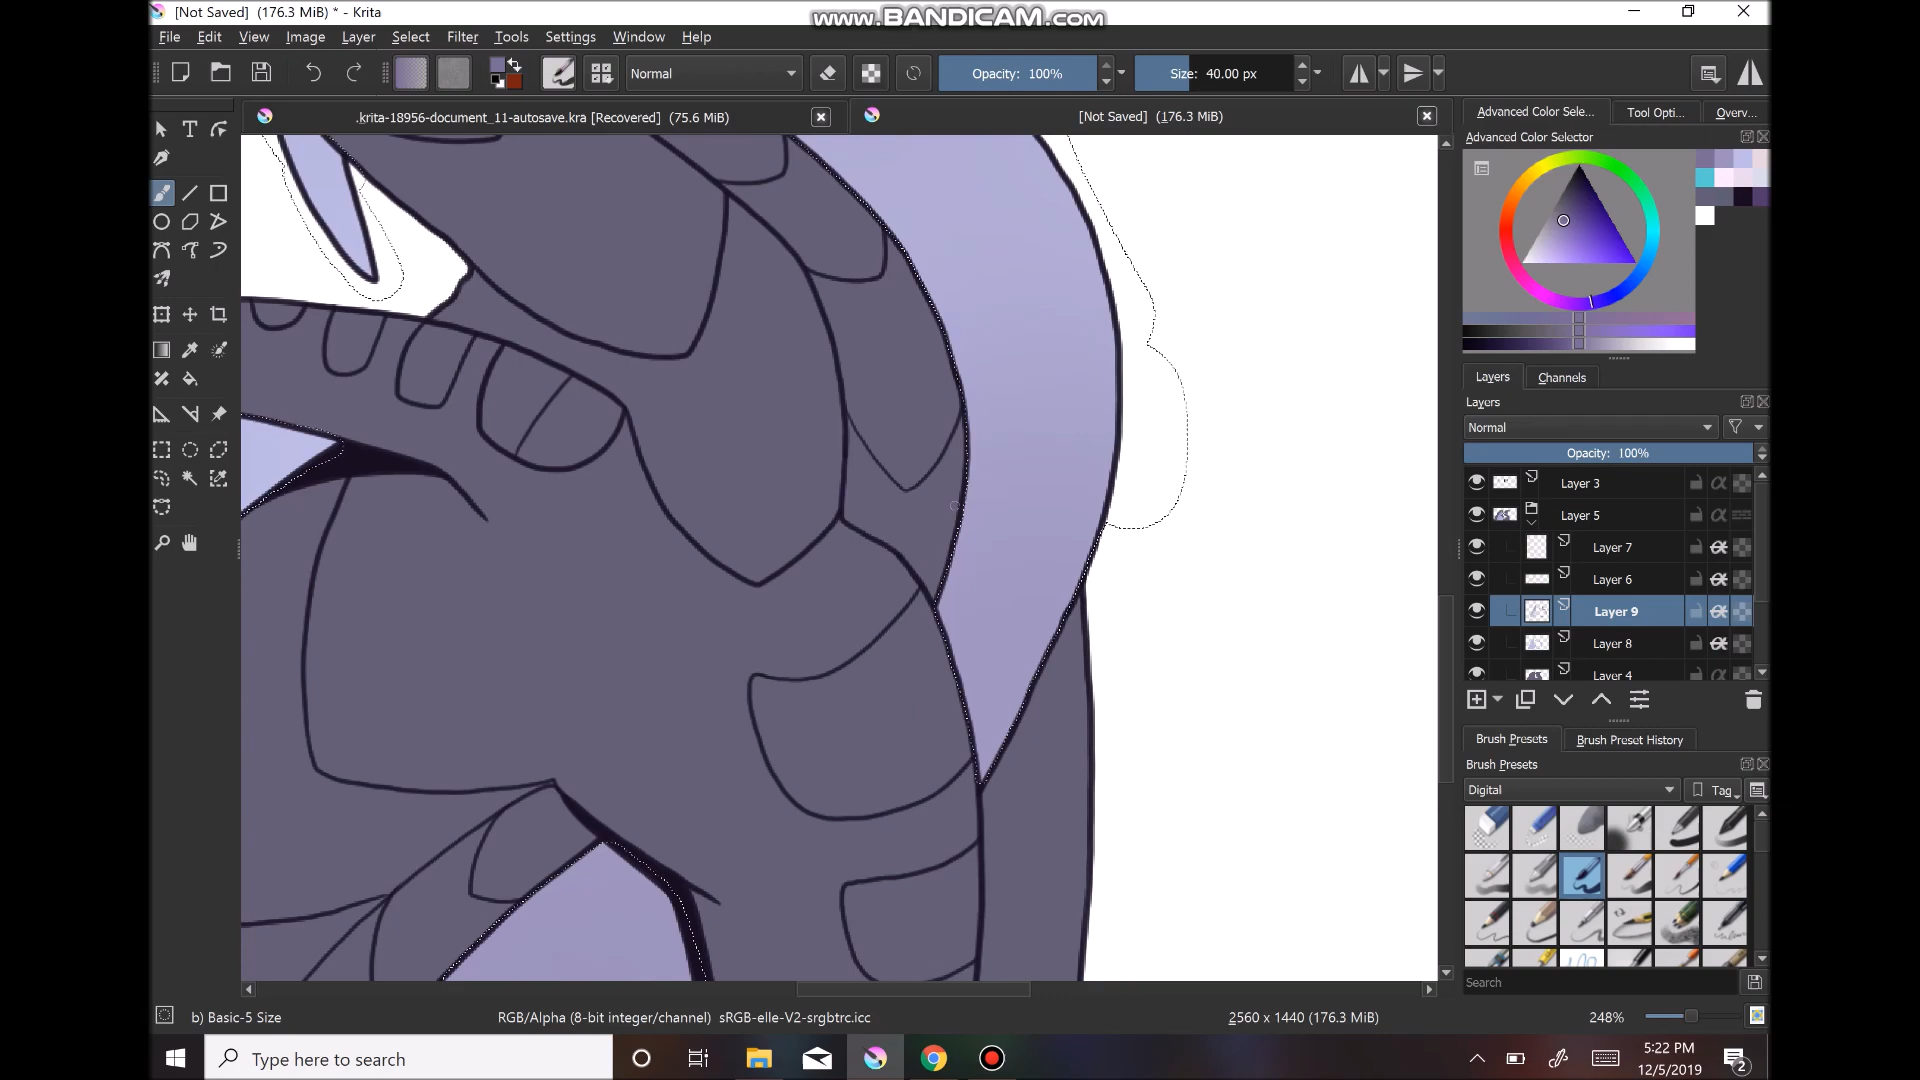 [Not Saved] (176.3 MiB) * - Krita
www.BANDICAM.com
File Edit View Image Layer Select Filter Tools Settings Window Help
Normal Opacity: 100% Size: 40.00 px
.krita-18956-document_11-autosave.kra [Recovered] (75.6 MiB) [Not Saved] (176.3 MiB)
Advanced Color Sele... Tool Opti... Overv...
Advanced Color Selector
Layers Channels
Layers
Normal
Opacity: 100%
Layer 3
Layer 5
Layer 7
Layer 6
Layer 9
Layer 8
Layer 4
Brush Presets Brush Preset History
Brush Presets
Digital Tag
Search
b) Basic-5 Size RGB/Alpha (8-bit integer/channel) sRGB-elle-V2-srgbtrc.icc 2560 x 1440 (176.3 MiB) 248%
Type here to search
5:22 PM
12/5/2019
2